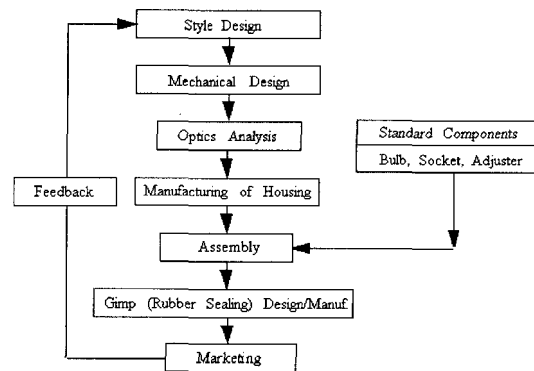 Style Design
Mechanical Design
Optics Analysis
Standard Components
Bulb, Socket, Adjuster
Feedback
Manufacturing of Housing
Assembly
Gimp (Rubber Sealing) Design/Manuf.
Marketing